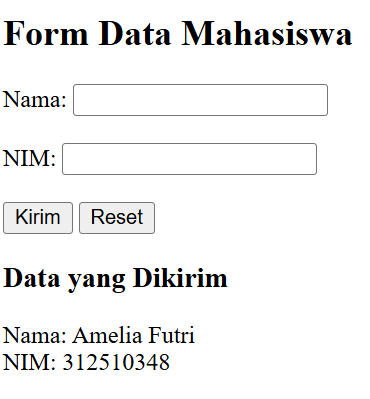 Form Data Mahasiswa
Nama:
NIM:
Kirim Reset
Data yang Dikirim
Nama: Amelia Futri
NIM: 312510348